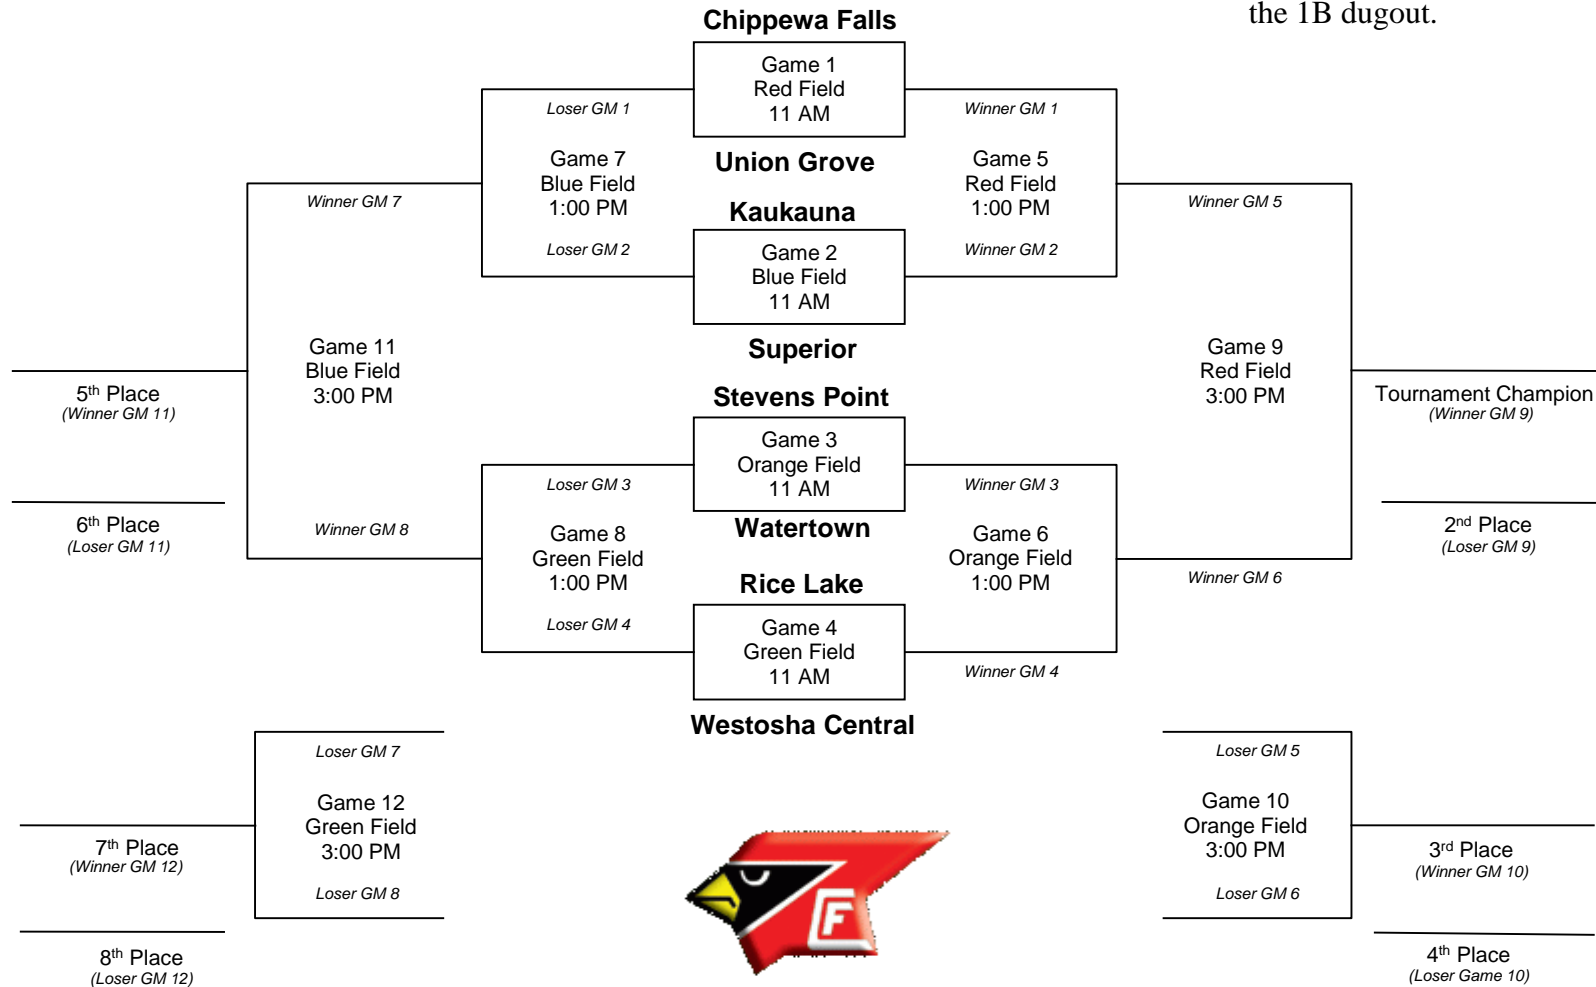 the 1B dugout.
Chippewa Falls
Game 1
Red Field
11 AM
Loser GM 1
Winner GM 1
Union Grove
Game 7
Blue Field
1:00 PM
Game 5
Red Field
1:00 PM
Winner GM 7
Winner GM 5
Kaukauna
Loser GM 2
Winner GM 2
Game 2
Blue Field
11 AM
Superior
Game 11
Blue Field
3:00 PM
Game 9
Red Field
3:00 PM
5th Place
(Winner GM 11)
Tournament Champion
(Winner GM 9)
Stevens Point
Game 3
Orange Field
11 AM
Loser GM 3
Winner GM 3
6th Place
(Loser GM 11)
Winner GM 8
Watertown
Game 8
Green Field
1:00 PM
Game 6
Orange Field
1:00 PM
2nd Place
(Loser GM 9)
Winner GM 6
Rice Lake
Loser GM 4
Game 4
Green Field
11 AM
Winner GM 4
Westosha Central
Loser GM 7
Loser GM 5
Game 12
Green Field
3:00 PM
Game 10
Orange Field
3:00 PM
7th Place
(Winner GM 12)
3rd Place
(Winner GM 10)
Loser GM 8
Loser GM 6
CF
8th Place
(Loser GM 12)
4th Place
(Loser Game 10)